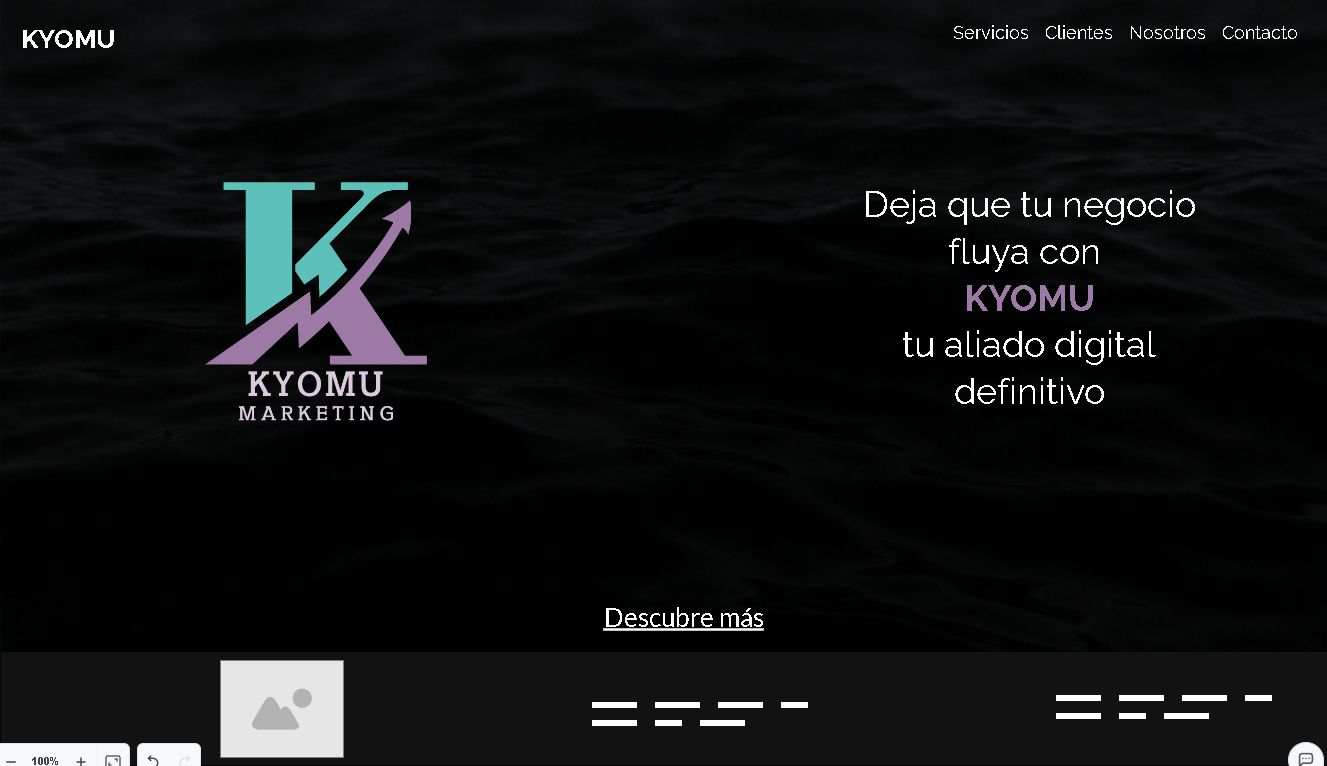 KYOMU
Servicios Clientes Nosotros Contacto
KYOMU
MARKETING
Deja que tu negocio
fluya con
KYOMU
tu aliado digital
definitivo
Descubre más
100%